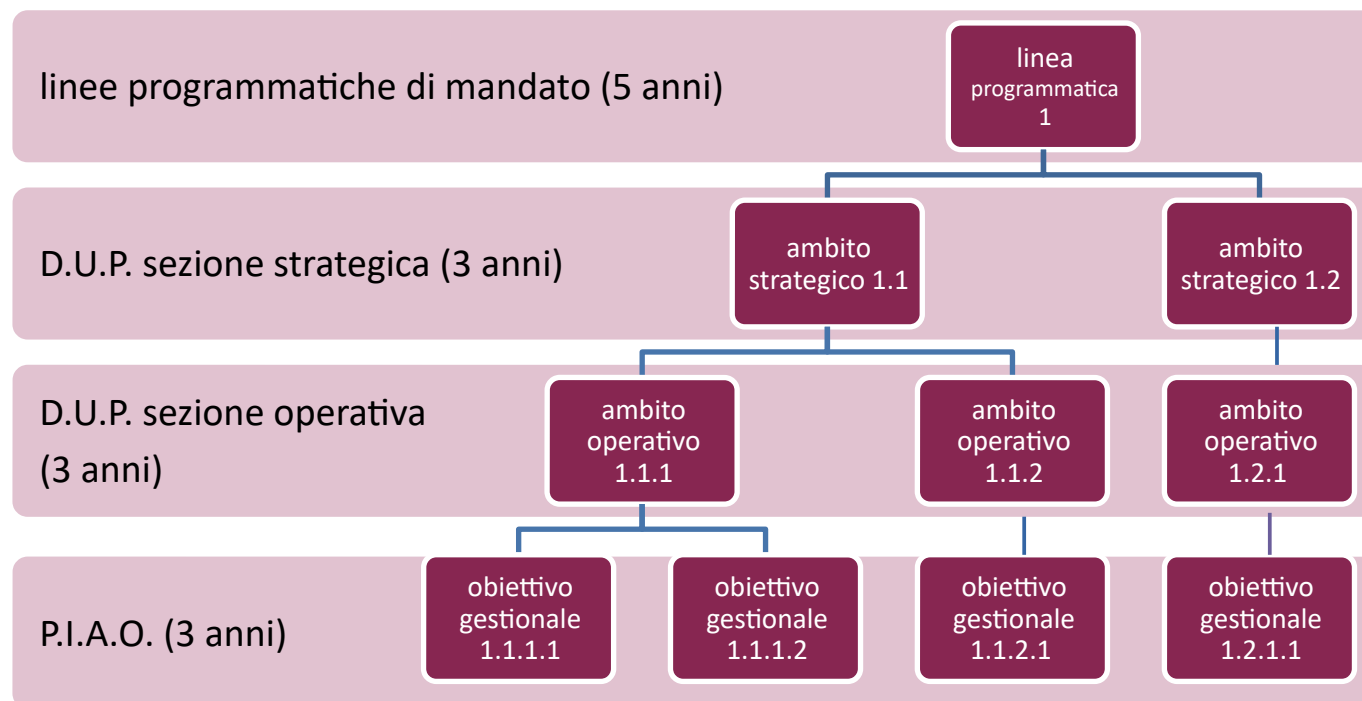 linee programmatiche di mandato (5 anni)
linea
programmatica
1
D.U.P. sezione strategica (3 anni)
ambito
strategico 1.1
ambito
strategico 1.2
D.U.P. sezione operativa
(3 anni)
ambito
operativo
1.1.1
ambito
operativo
1.1.2
ambito
operativo
1.2.1
P.I.A.O. (3 anni)
obiettivo
gestionale
1.1.1.1
obiettivo
gestionale
1.1.1.2
obiettivo
gestionale
1.1.2.1
obiettivo
gestionale
1.2.1.1